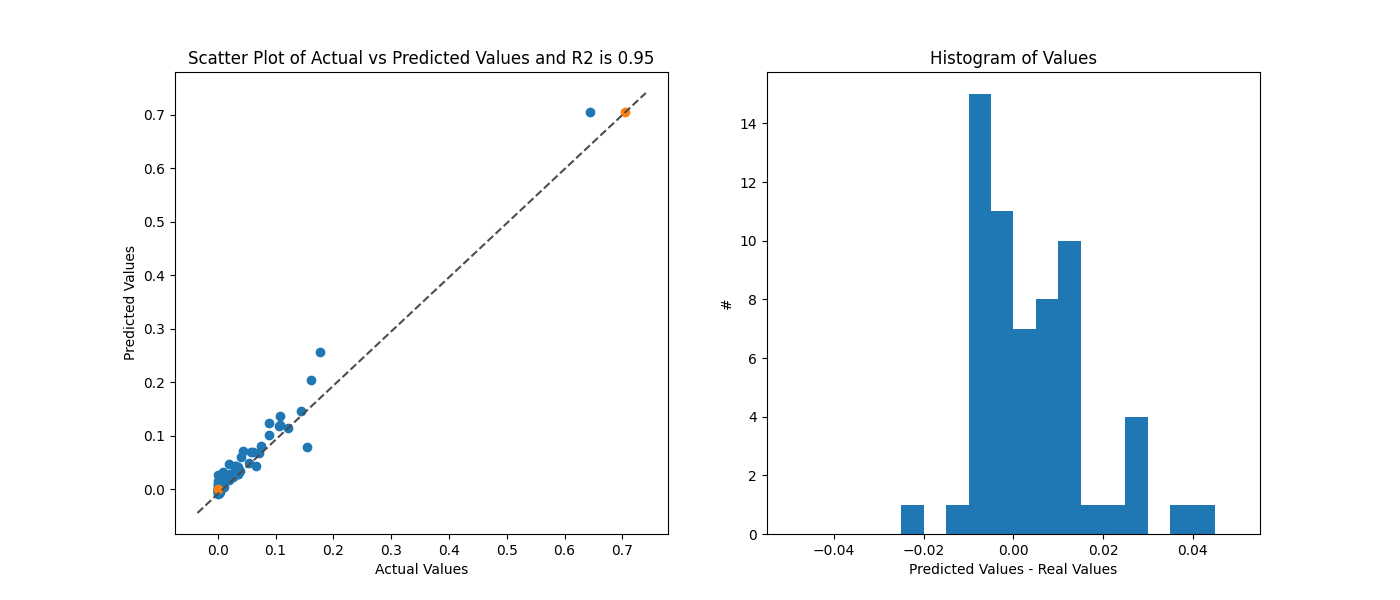 Scatter Plot of Actual vs Predicted Values and R2 is 0.95
Predicted Values
0.7
0.6
0.5
0.4
0.3
0.2
0.1
0.0
0.0 0.1 0.2 0.3 0.4 0.5 0.6 0.7
Actual Values
Histogram of Values
#
14
12
10
8
6
4
2
0
−0.04 −0.02 0.00 0.02 0.04
Predicted Values - Real Values